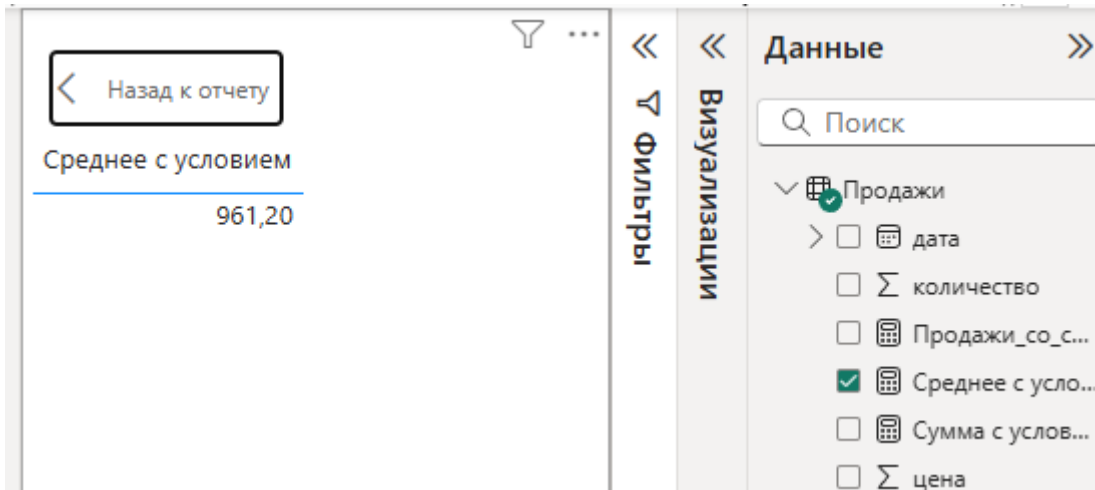 Назад к отчету
Среднее с условием
961,20
Фильтры
Визуализации
Данные
Поиск
Продажи
дата
количество
Продажи_со_с...
Среднее с усло...
Сумма с услов...
цена